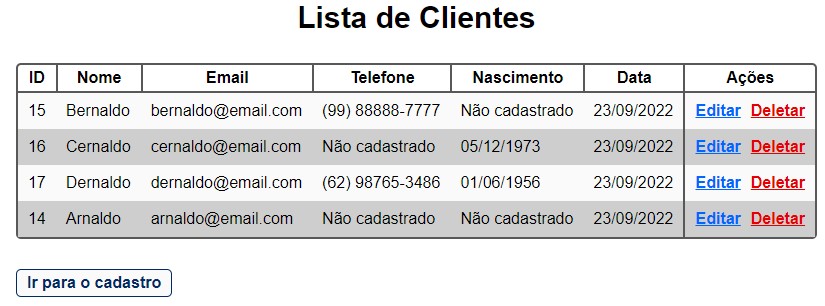 Lista de Clientes
ID Nome Email Telefone Nascimento Data Ações
15 Bernaldo bernaldo@email.com (99) 88888-7777 Não cadastrado 23/09/2022 Editar Deletar
16 Cernaldo cernaldo@email.com Não cadastrado 05/12/1973 23/09/2022 Editar Deletar
17 Dernaldo dernaldo@email.com (62) 98765-3486 01/06/1956 23/09/2022 Editar Deletar
14 Arnaldo arnaldo@email.com Não cadastrado Não cadastrado 23/09/2022 Editar Deletar
Ir para o cadastro